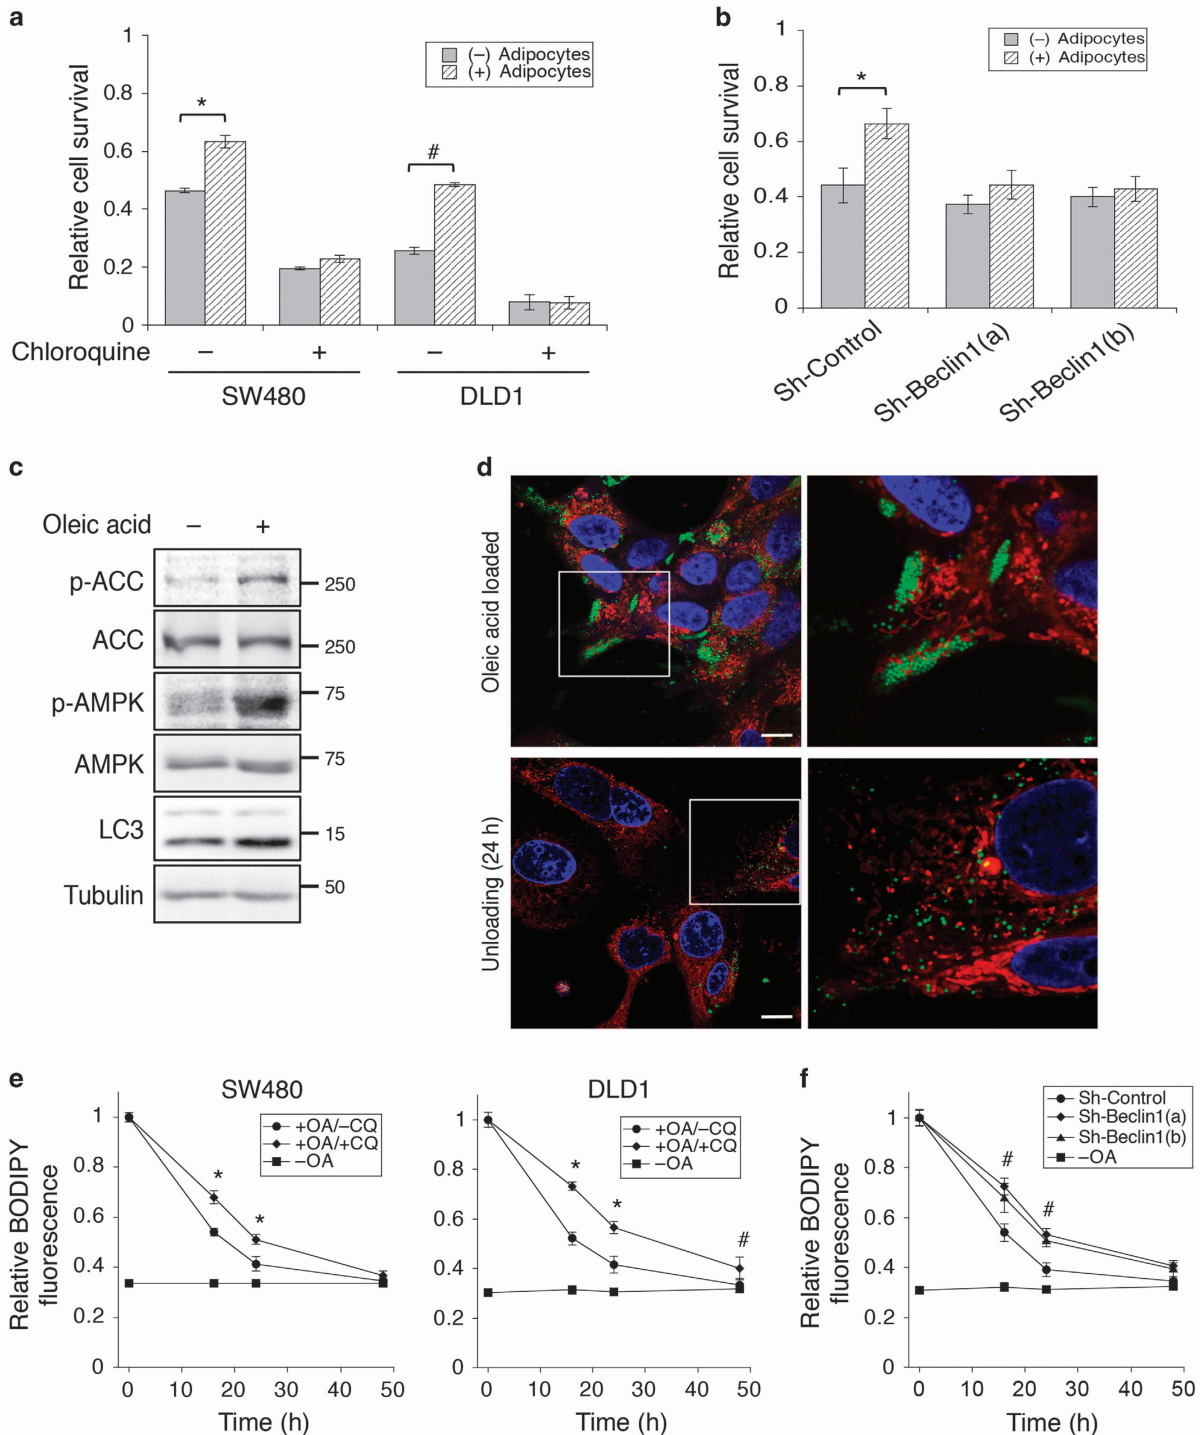 a
1
0.8
0.6
0.4
0.2
0
Relative cell survival
(–) Adipocytes
(+) Adipocytes
*
#
Chloroquine – + – +
SW480 DLD1
b
1
0.8
0.6
0.4
0.2
0
Relative cell survival
(–) Adipocytes
(+) Adipocytes
*
Sh-Control
Sh-Beclin1(a)
Sh-Beclin1(b)
c
Oleic acid – +
p-ACC 250
ACC 250
p-AMPK 75
AMPK 75
LC3 15
Tubulin 50
d
Oleic acid loaded
Unloading (24 h)
e
SW480
Relative BODIPY
fluorescence
1
0.8
0.6
0.4
0.2
0
+OA/–CQ
+OA/+CQ
–OA
*
*
0 10 20 30 40 50
Time (h)
DLD1
1
0.8
0.6
0.4
0.2
0
+OA/–CQ
+OA/+CQ
–OA
*
*
#
0 10 20 30 40 50
Time (h)
f
Relative BODIPY
fluorescence
1
0.8
0.6
0.4
0.2
0
Sh-Control
Sh-Beclin1(a)
Sh-Beclin1(b)
–OA
#
#
0 10 20 30 40 50
Time (h)